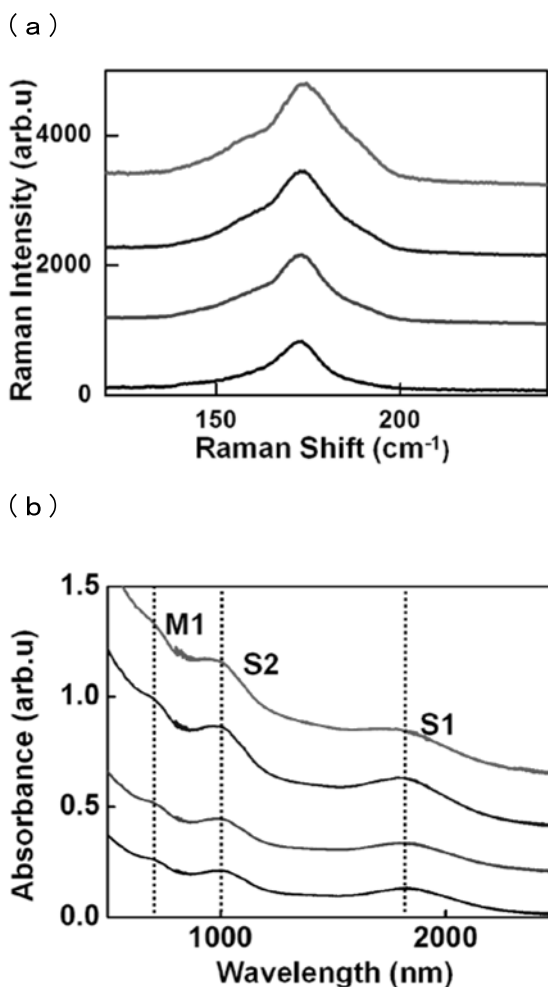 (a)
Raman Intensity (arb.u)
4000
2000
0
150 200
Raman Shift (cm-1)
(b)
Absorbance (arb.u)
1.5
1.0
0.5
0.0
M1
S2
S1
1000 2000
Wavelength (nm)